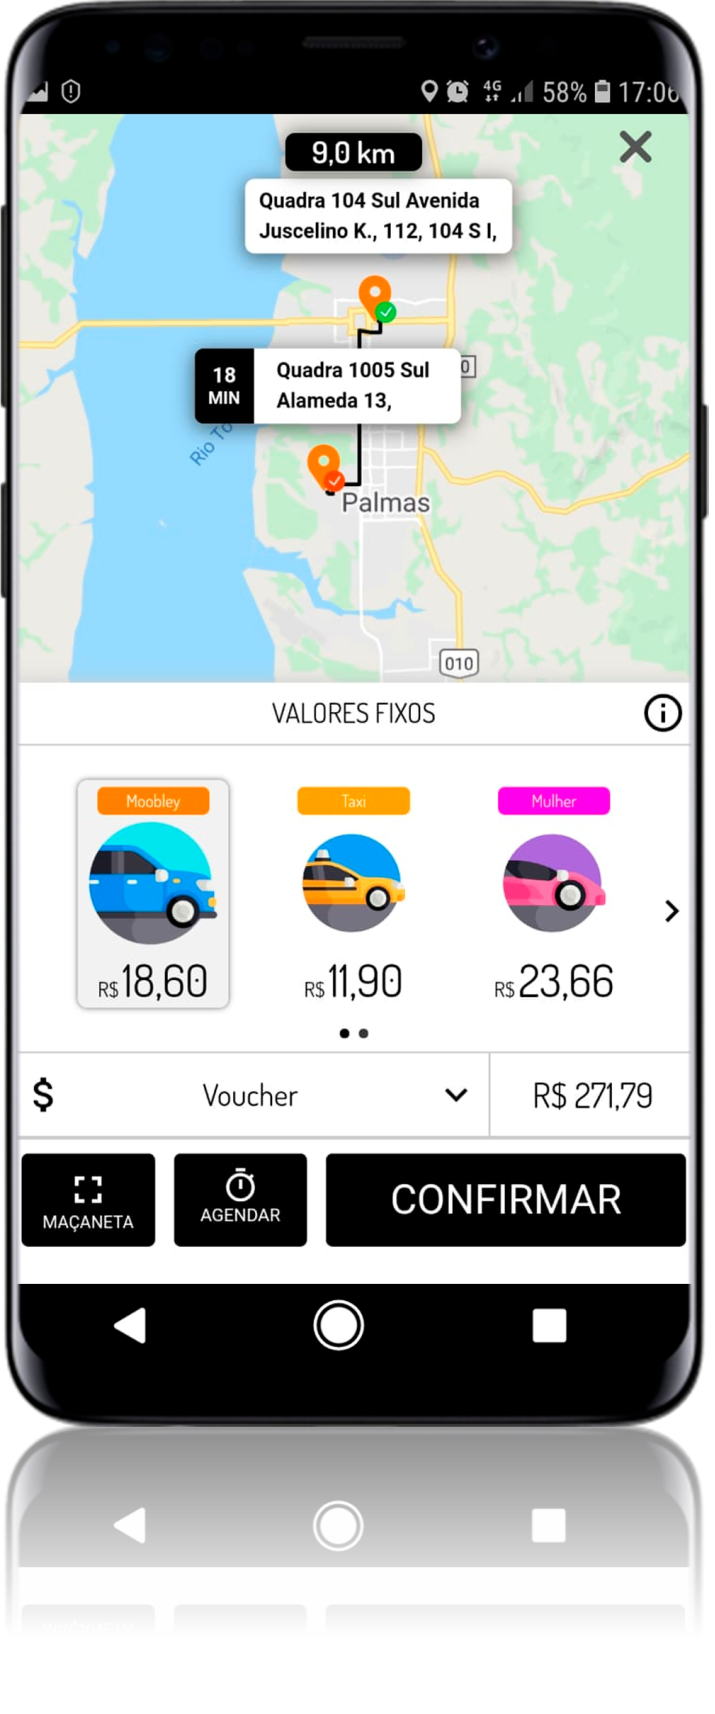 4G 58% 17:06
9,0 km
Quadra 104 Sul Avenida
Juscelino K., 112, 104 S I,
18
MIN
Quadra 1005 Sul
Alameda 13,
0
Rio To
Palmas
010
VALORES FIXOS
Moobley
Taxi
Mulher
R$ 18,60
R$ 11,90
R$ 23,66
$ Voucher
R$ 271,79
MAÇANETA
AGENDAR
CONFIRMAR